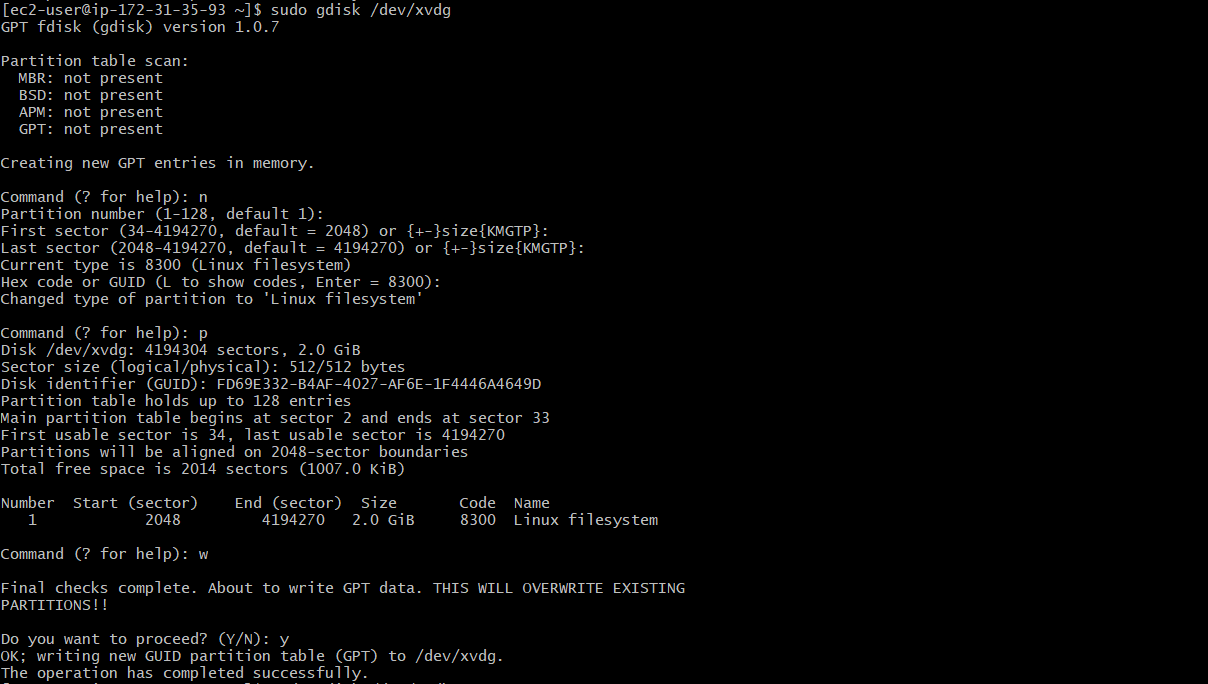 [ec2-user@ip-172-31-35-93 ~]$ sudo gdisk /dev/xvdg
GPT fdisk (gdisk) version 1.0.7
Partition table scan:
MBR: not present
BSD: not present
APM: not present
GPT: not present
Creating new GPT entries in memory.
Command (? for help): n
Partition number (1-128, default 1):
First sector (34-4194270, default = 2048) or {+-}size{KMGTP}:
Last sector (2048-4194270, default = 4194270) or {+-}size{KMGTP}:
Current type is 8300 (Linux filesystem)
Hex code or GUID (L to show codes, Enter = 8300):
Changed type of partition to 'Linux filesystem'
Command (? for help): p
Disk /dev/xvdg: 4194304 sectors, 2.0 GiB
Sector size (logical/physical): 512/512 bytes
Disk identifier (GUID): FD69E332-B4AF-4027-AF6E-1F4446A4649D
Partition table holds up to 128 entries
Main partition table begins at sector 2 and ends at sector 33
First usable sector is 34, last usable sector is 4194270
Partitions will be aligned on 2048-sector boundaries
Total free space is 2014 sectors (1007.0 KiB)
Number  Start (sector)    End (sector)  Size       Code  Name
1            2048         4194270   2.0 GiB     8300  Linux filesystem
Command (? for help): w
Final checks complete. About to write GPT data. THIS WILL OVERWRITE EXISTING
PARTITIONS!!
Do you want to proceed? (Y/N): y
OK; writing new GUID partition table (GPT) to /dev/xvdg.
The operation has completed successfully.